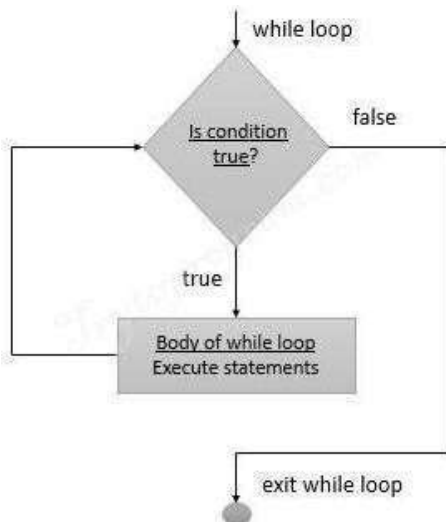 while loop
Is condition
true?
false
true
Body of while loop
Execute statements
exit while loop